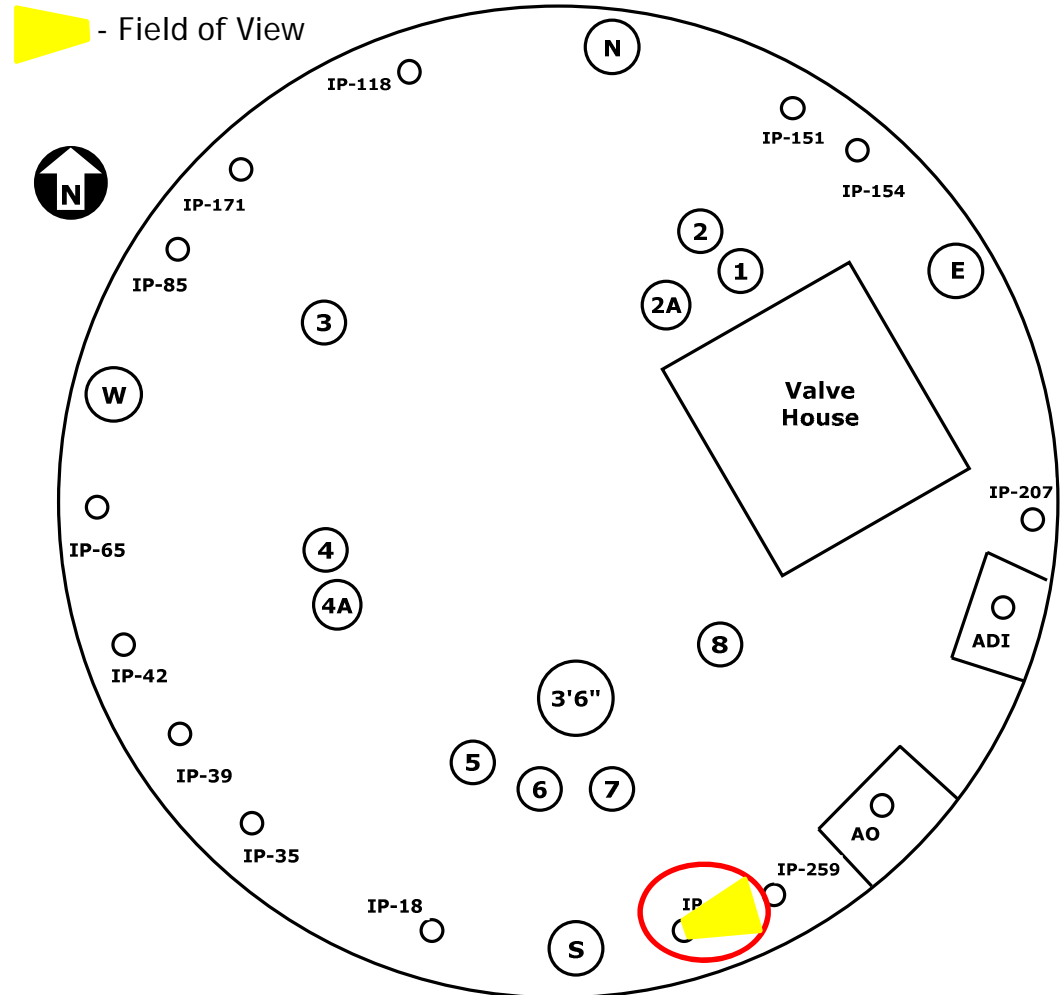 - Field of View
N
IP-118
IP-151
IP-171
N
IP-154
2
IP-85
1
E
2A
3
W
Valve
House
IP-207
IP-65
4
4A
ADI
8
IP-42
3'6"
5
IP-39
6
7
AO
IP-35
IP-259
IP-18
IP
S